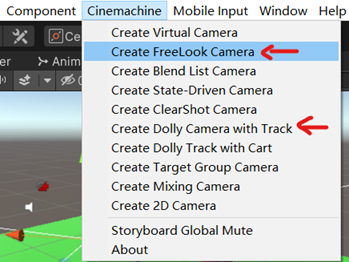 Component Cinemachine Mobile Input Window Help
Create Virtual Camera
Create FreeLook Camera
Create Blend List Camera
Create State-Driven Camera
Create ClearShot Camera
Create Dolly Camera with Track
Create Dolly Track with Cart
Create Target Group Camera
Create Mixing Camera
Create 2D Camera
Storyboard Global Mute
About
Ce
Anim